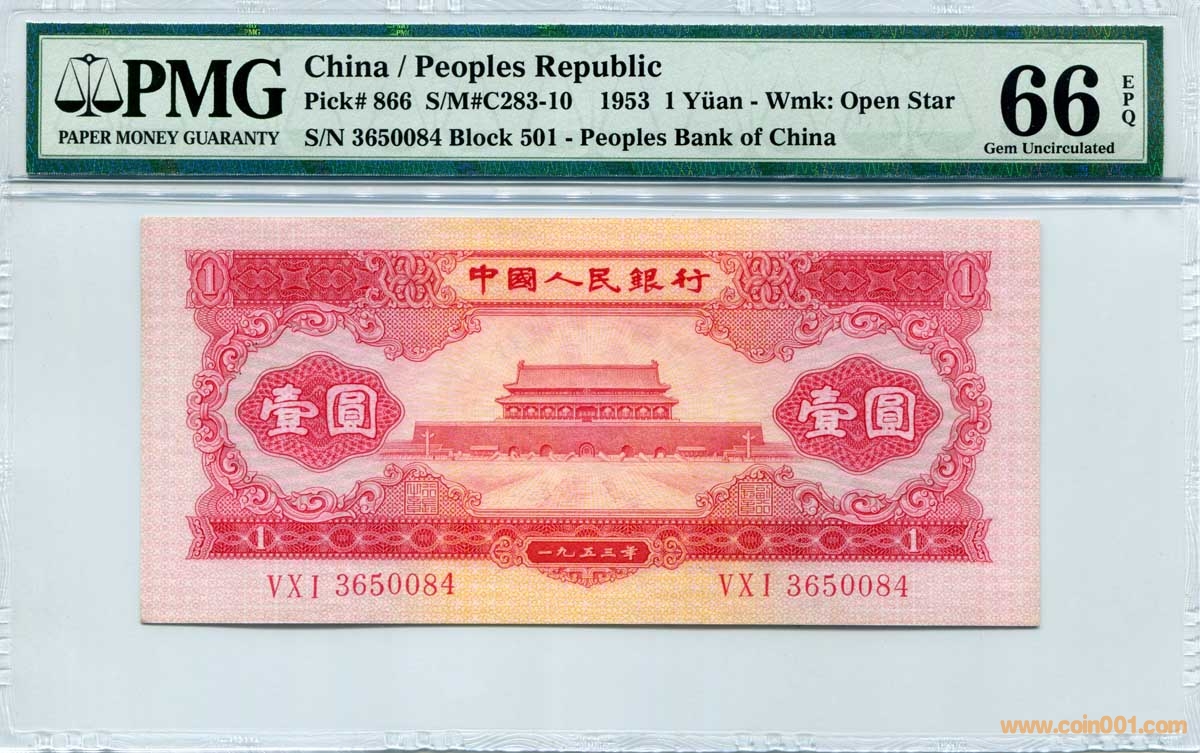 PMG
PAPER MONEY GUARANTY
China / Peoples Republic
Pick# 866 S/M#C283-10 1953 1 Yüan - Wmk: Open Star
S/N 3650084 Block 501 - Peoples Bank of China
66
Gem Uncirculated
EPQ
中國人民銀行
1
1
壹圓
壹圓
1
一九五三年
1
VXI 3650084
VXI 3650084
www.coin001.com